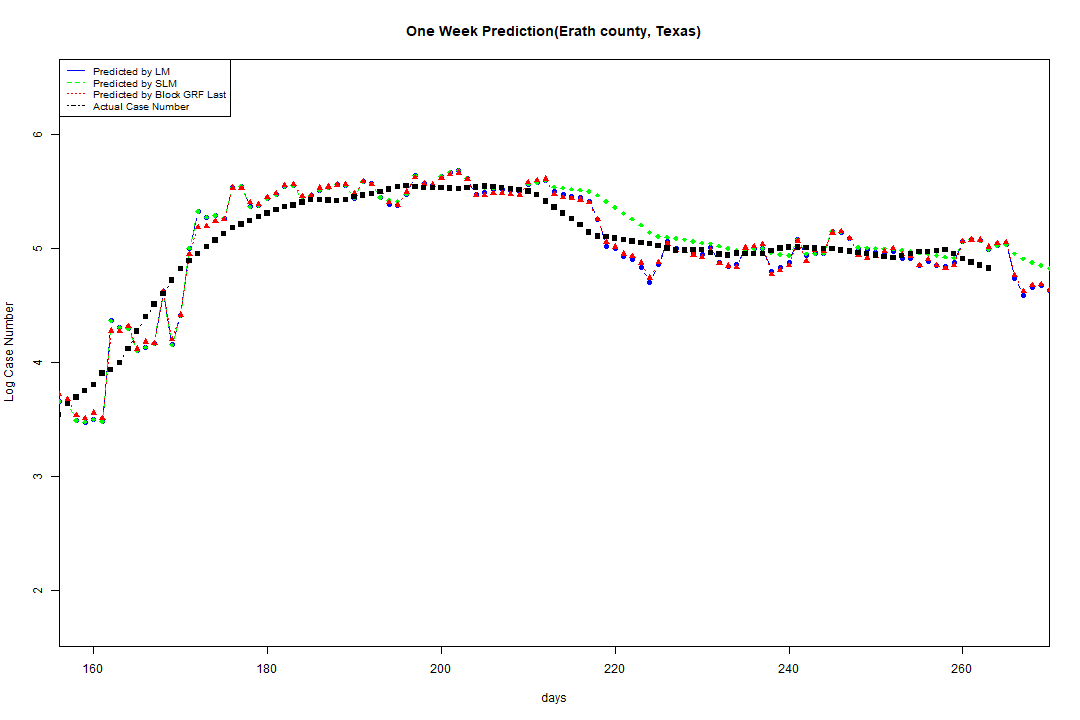 One Week Prediction(Erath county, Texas)
Predicted by LM
Predicted by SLM
Predicted by Block GRF Last
Actual Case Number
6
5
4
3
2
Log Case Number
160 180 200 220 240 260
days